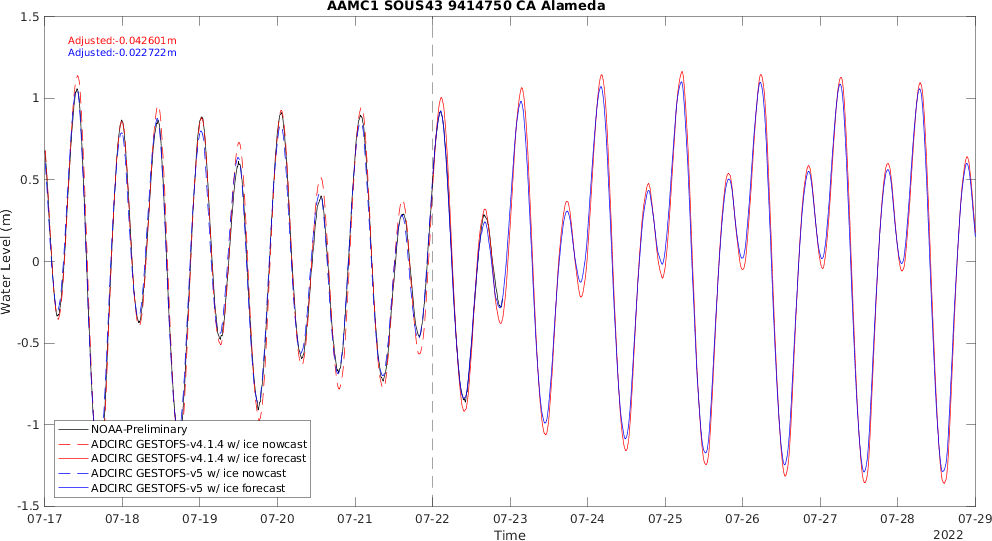 AAMC1 SOUS43 9414750 CA Alameda
Adjusted:-0.042601m
Adjusted:-0.022722m
Water Level (m)
1.5
1
0.5
0
-0.5
-1
-1.5
NOAA-Preliminary
ADCIRC GESTOFS-v4.1.4 w/ ice nowcast
ADCIRC GESTOFS-v4.1.4 w/ ice forecast
ADCIRC GESTOFS-v5 w/ ice nowcast
ADCIRC GESTOFS-v5 w/ ice forecast
07-17 07-18 07-19 07-20 07-21 07-22 07-23 07-24 07-25 07-26 07-27 07-28 07-29
Time
2022